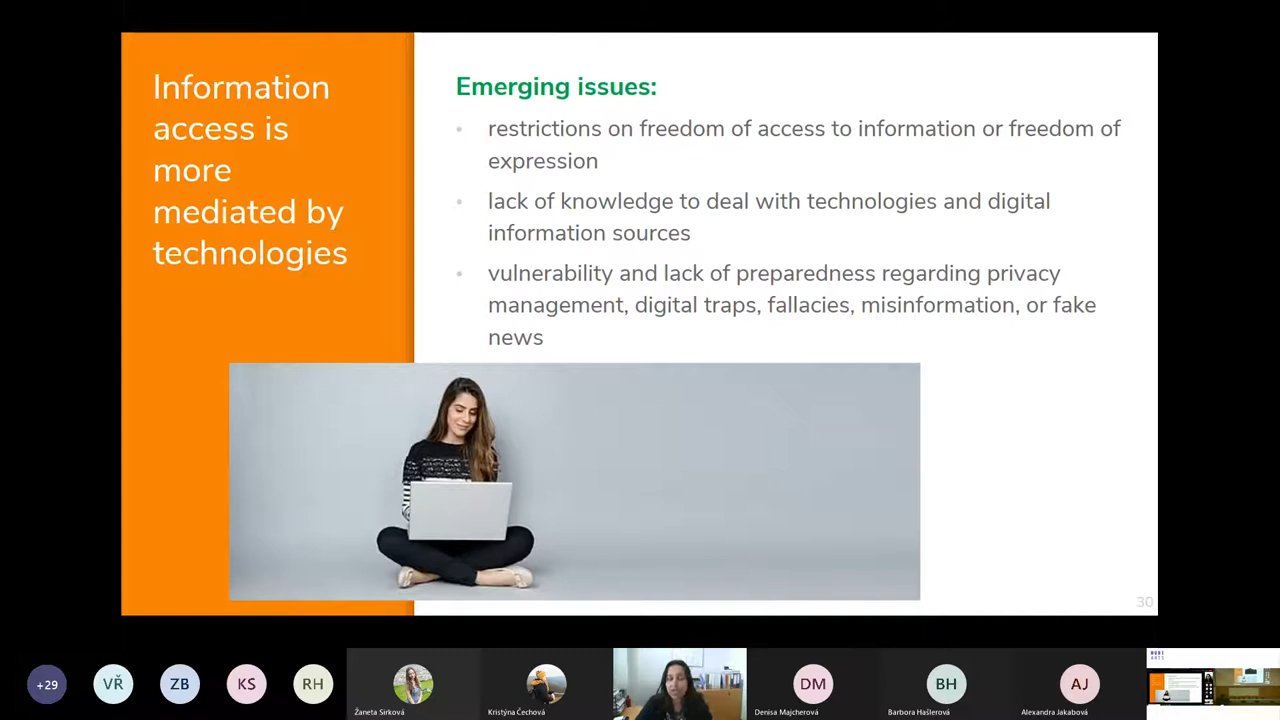 Information
access is
more
mediated by
technologies
Emerging issues:
restrictions on freedom of access to information or freedom of
expression
lack of knowledge to deal with technologies and digital
information sources
vulnerability and lack of preparedness regarding privacy
management, digital traps, fallacies, misinformation, or fake
news
30
+29
VŘ
ZB
KS
RH
Žaneta Sirková
Kristýna Čechová
DM
Denisa Majcherová
BH
Barbora Hašlerová
AJ
Alexandra Jakabová
MUNI
ARTS